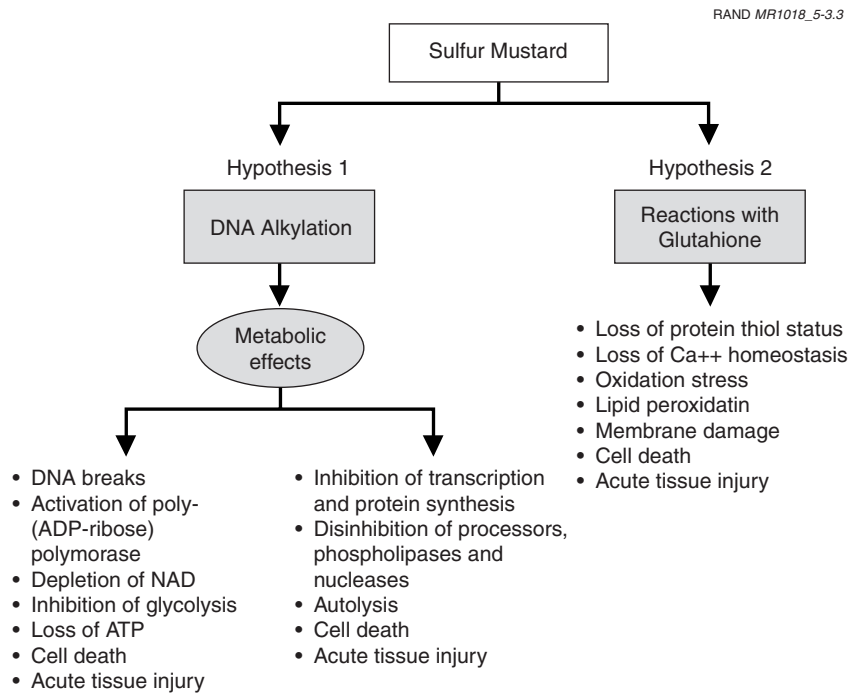 RAND MR1018_5-3.3
Sulfur Mustard
Hypothesis 1
DNA Alkylation
Metabolic
effects
• DNA breaks
• Activation of poly-
(ADP-ribose)
polymorase
• Depletion of NAD
• Inhibition of glycolysis
• Loss of ATP
• Cell death
• Acute tissue injury
• Inhibition of transcription
and protein synthesis
• Disinhibition of processors,
phospholipases and
nucleases
• Autolysis
• Cell death
• Acute tissue injury
Hypothesis 2
Reactions with
Glutahione
• Loss of protein thiol status
• Loss of Ca++ homeostasis
• Oxidation stress
• Lipid peroxidatin
• Membrane damage
• Cell death
• Acute tissue injury